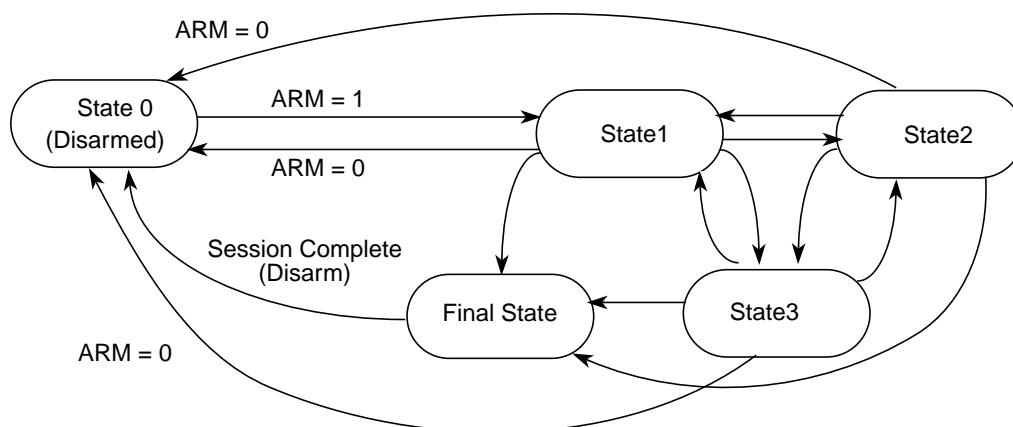 ARM = 0
State 0
(Disarmed)
ARM = 1
State1
State2
ARM = 0
Session Complete
(Disarm)
Final State
State3
ARM = 0